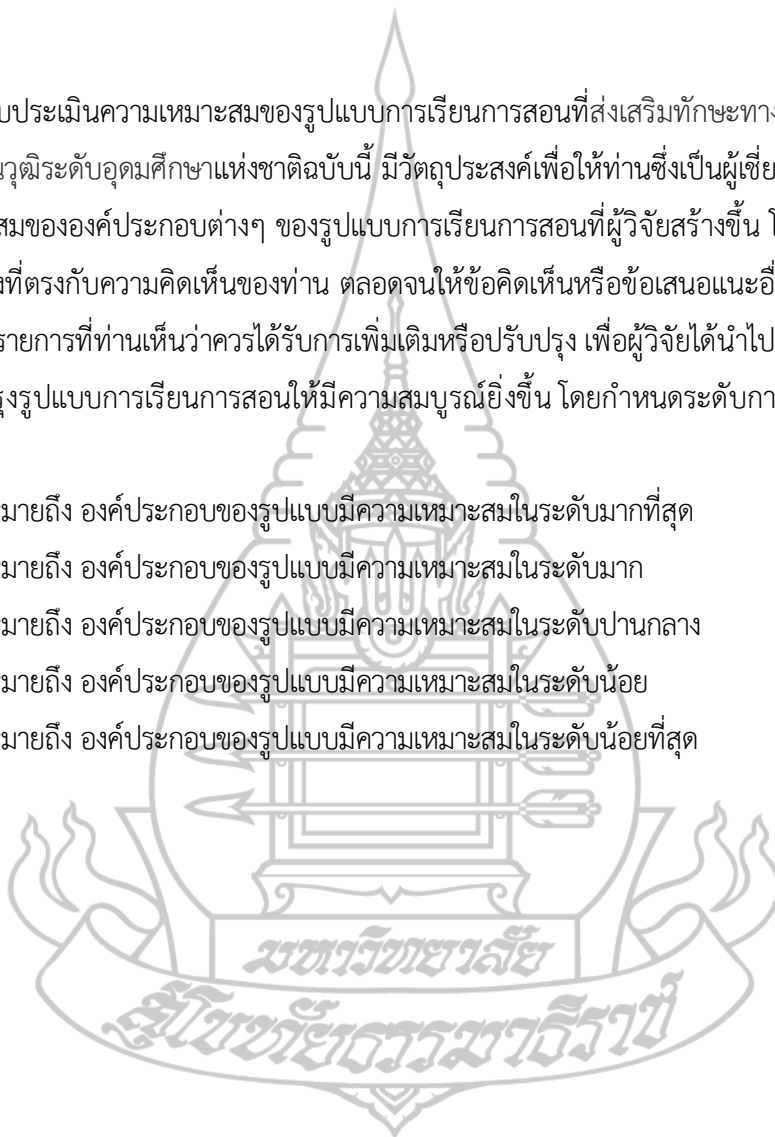 บประเมินความเหมาะสมของรูปแบบการเรียนการสอนที่ส่งเสริมทักษะทาง
นวุฒิระดับอุดมศึกษาแห่งชาติฉบับนี้ มีวัตถุประสงค์เพื่อให้ท่านซึ่งเป็นผู้เชี่ย
สมขององค์ประกอบต่างๆ ของรูปแบบการเรียนการสอนที่ผู้วิจัยสร้างขึ้น โ
งที่ตรงกับความคิดเห็นของท่าน ตลอดจนให้ข้อคิดเห็นหรือข้อเสนอแนะอื่
รายการที่ท่านเห็นว่าควรได้รับการเพิ่มเติมหรือปรับปรุง เพื่อผู้วิจัยได้นำไป
รุงรูปแบบการเรียนการสอนให้มีความสมบูรณ์ยิ่งขึ้น โดยกำหนดระดับกา
หมายถึง องค์ประกอบของรูปแบบมีความเหมาะสมในระดับมากที่สุด
หมายถึง องค์ประกอบของรูปแบบมีความเหมาะสมในระดับมาก
หมายถึง องค์ประกอบของรูปแบบมีความเหมาะสมในระดับปานกลาง
หมายถึง องค์ประกอบของรูปแบบมีความเหมาะสมในระดับน้อย
หมายถึง องค์ประกอบของรูปแบบมีความเหมาะสมในระดับน้อยที่สุด
มหาวิทยาลัย
สุโขทัยธรรมาธิราช